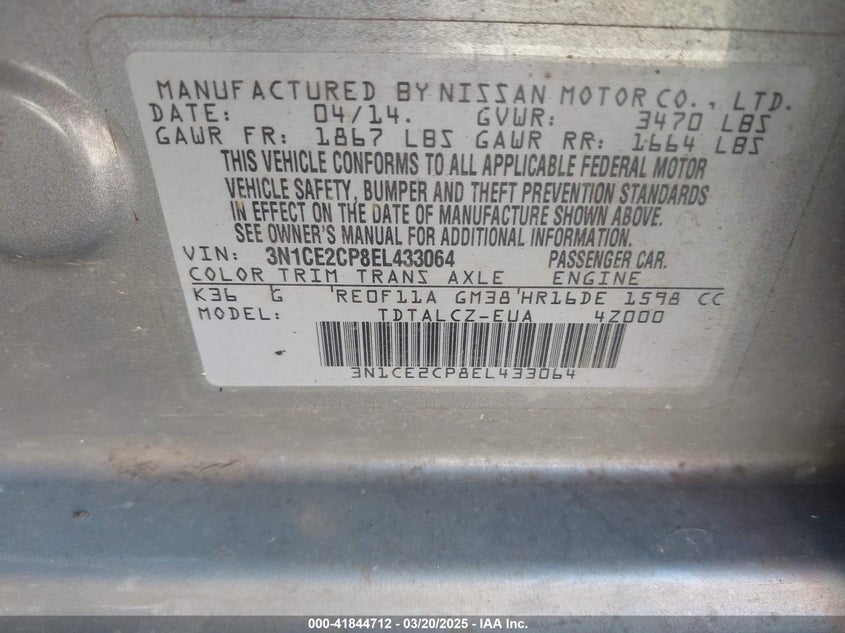 MANUFACTURED BY NISSAN MOTOR CO., LTD.
DATE: 04/14. GVWR: 3470 LBS
GAWR FR: 1867 LBS GAWR RR: 1664 LBS
THIS VEHICLE CONFORMS TO ALL APPLICABLE FEDERAL MOTOR
VEHICLE SAFETY, BUMPER AND THEFT PREVENTION STANDARDS
IN EFFECT ON THE DATE OF MANUFACTURE SHOWN ABOVE.
SEE OWNER'S MANUAL FOR ADDITIONAL INFORMATION.
VIN: 3N1CE2CP8EL433064 PASSENGER CAR.
COLOR TRIM TRANS AXLE ENGINE
K36 G 'RE0F11A GM38'HR16DE 1598 CC
MODEL: TDTALCZ-EUA 4Z000
3N1CE2CP8EL433064
000-41844712 — 03/20/2025 — IAA Inc.